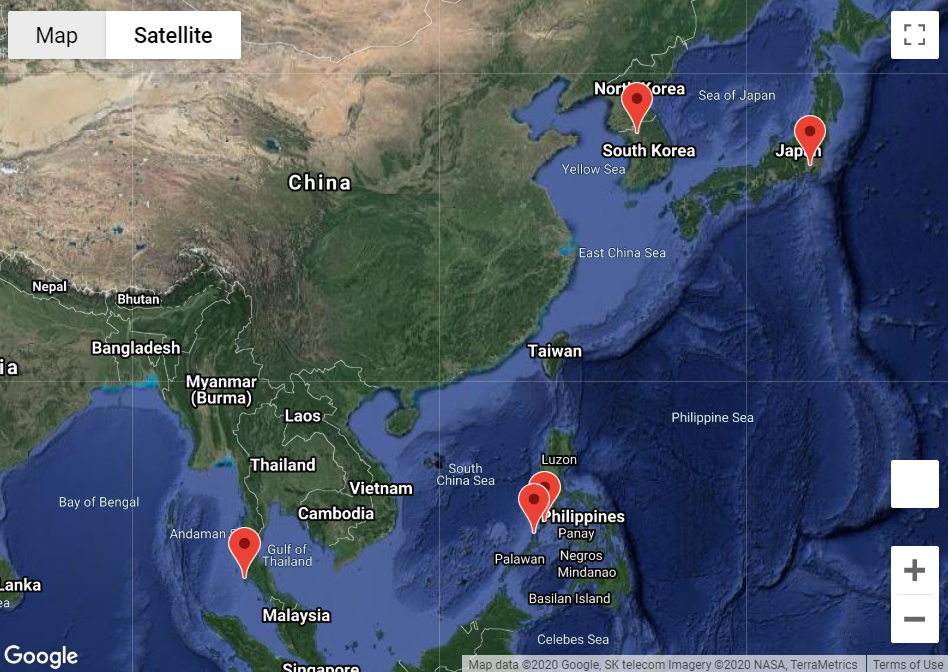 Map
Satellite
North Korea
Sea of Japan
South Korea
Japan
Yellow Sea
China
East China Sea
Nepal
Bhutan
Bangladesh
Taiwan
ia
Myanmar
(Burma)
Laos
Philippine Sea
Luzon
Thailand
South
China Sea
Vietnam
Bay of Bengal
Cambodia
Philippines
Andaman S
Panay
Gulf of
Thailand
Palawan
Negros
Mindanao
Lanka
ea
Basilan Island
Malaysia
Celebes Sea
Google
Singapore
Map data ©2020 Google, SK telecom Imagery ©2020 NASA, TerraMetrics
Terms of Use